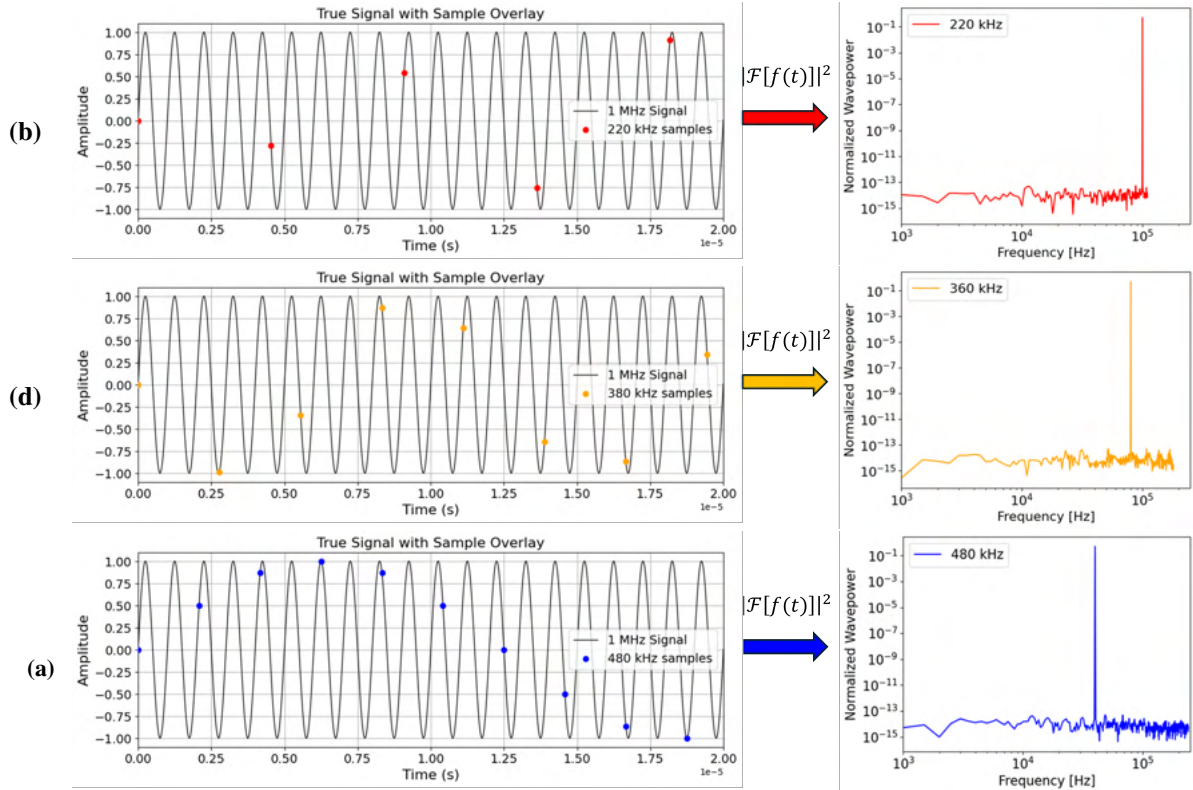 (b)
True Signal with Sample Overlay
Amplitude
1.00
0.75
0.50
0.25
0.00
−0.25
−0.50
−0.75
−1.00
1 MHz Signal
220 kHz samples
0.00 0.25 0.50 0.75 1.00 1.25 1.50 1.75 2.00
1e-5
Time (s)
|ℱ[f(t)]|²
Normalized Wavepower
10⁻¹
10⁻³
10⁻⁵
10⁻⁷
10⁻⁹
10⁻¹¹
10⁻¹³
10⁻¹⁵
220 kHz
10³ 10⁴ 10⁵
Frequency [Hz]
(d)
True Signal with Sample Overlay
Amplitude
1.00
0.75
0.50
0.25
0.00
−0.25
−0.50
−0.75
−1.00
1 MHz Signal
380 kHz samples
0.00 0.25 0.50 0.75 1.00 1.25 1.50 1.75 2.00
1e-5
Time (s)
|ℱ[f(t)]|²
Normalized Wavepower
10⁻¹
10⁻³
10⁻⁵
10⁻⁷
10⁻⁹
10⁻¹¹
10⁻¹³
10⁻¹⁵
360 kHz
10³ 10⁴ 10⁵
Frequency [Hz]
(a)
True Signal with Sample Overlay
Amplitude
1.00
0.75
0.50
0.25
0.00
−0.25
−0.50
−0.75
−1.00
1 MHz Signal
480 kHz samples
0.00 0.25 0.50 0.75 1.00 1.25 1.50 1.75 2.00
1e-5
Time (s)
|ℱ[f(t)]|²
Normalized Wavepower
10⁻¹
10⁻³
10⁻⁵
10⁻⁷
10⁻⁹
10⁻¹¹
10⁻¹³
10⁻¹⁵
480 kHz
10³ 10⁴ 10⁵
Frequency [Hz]